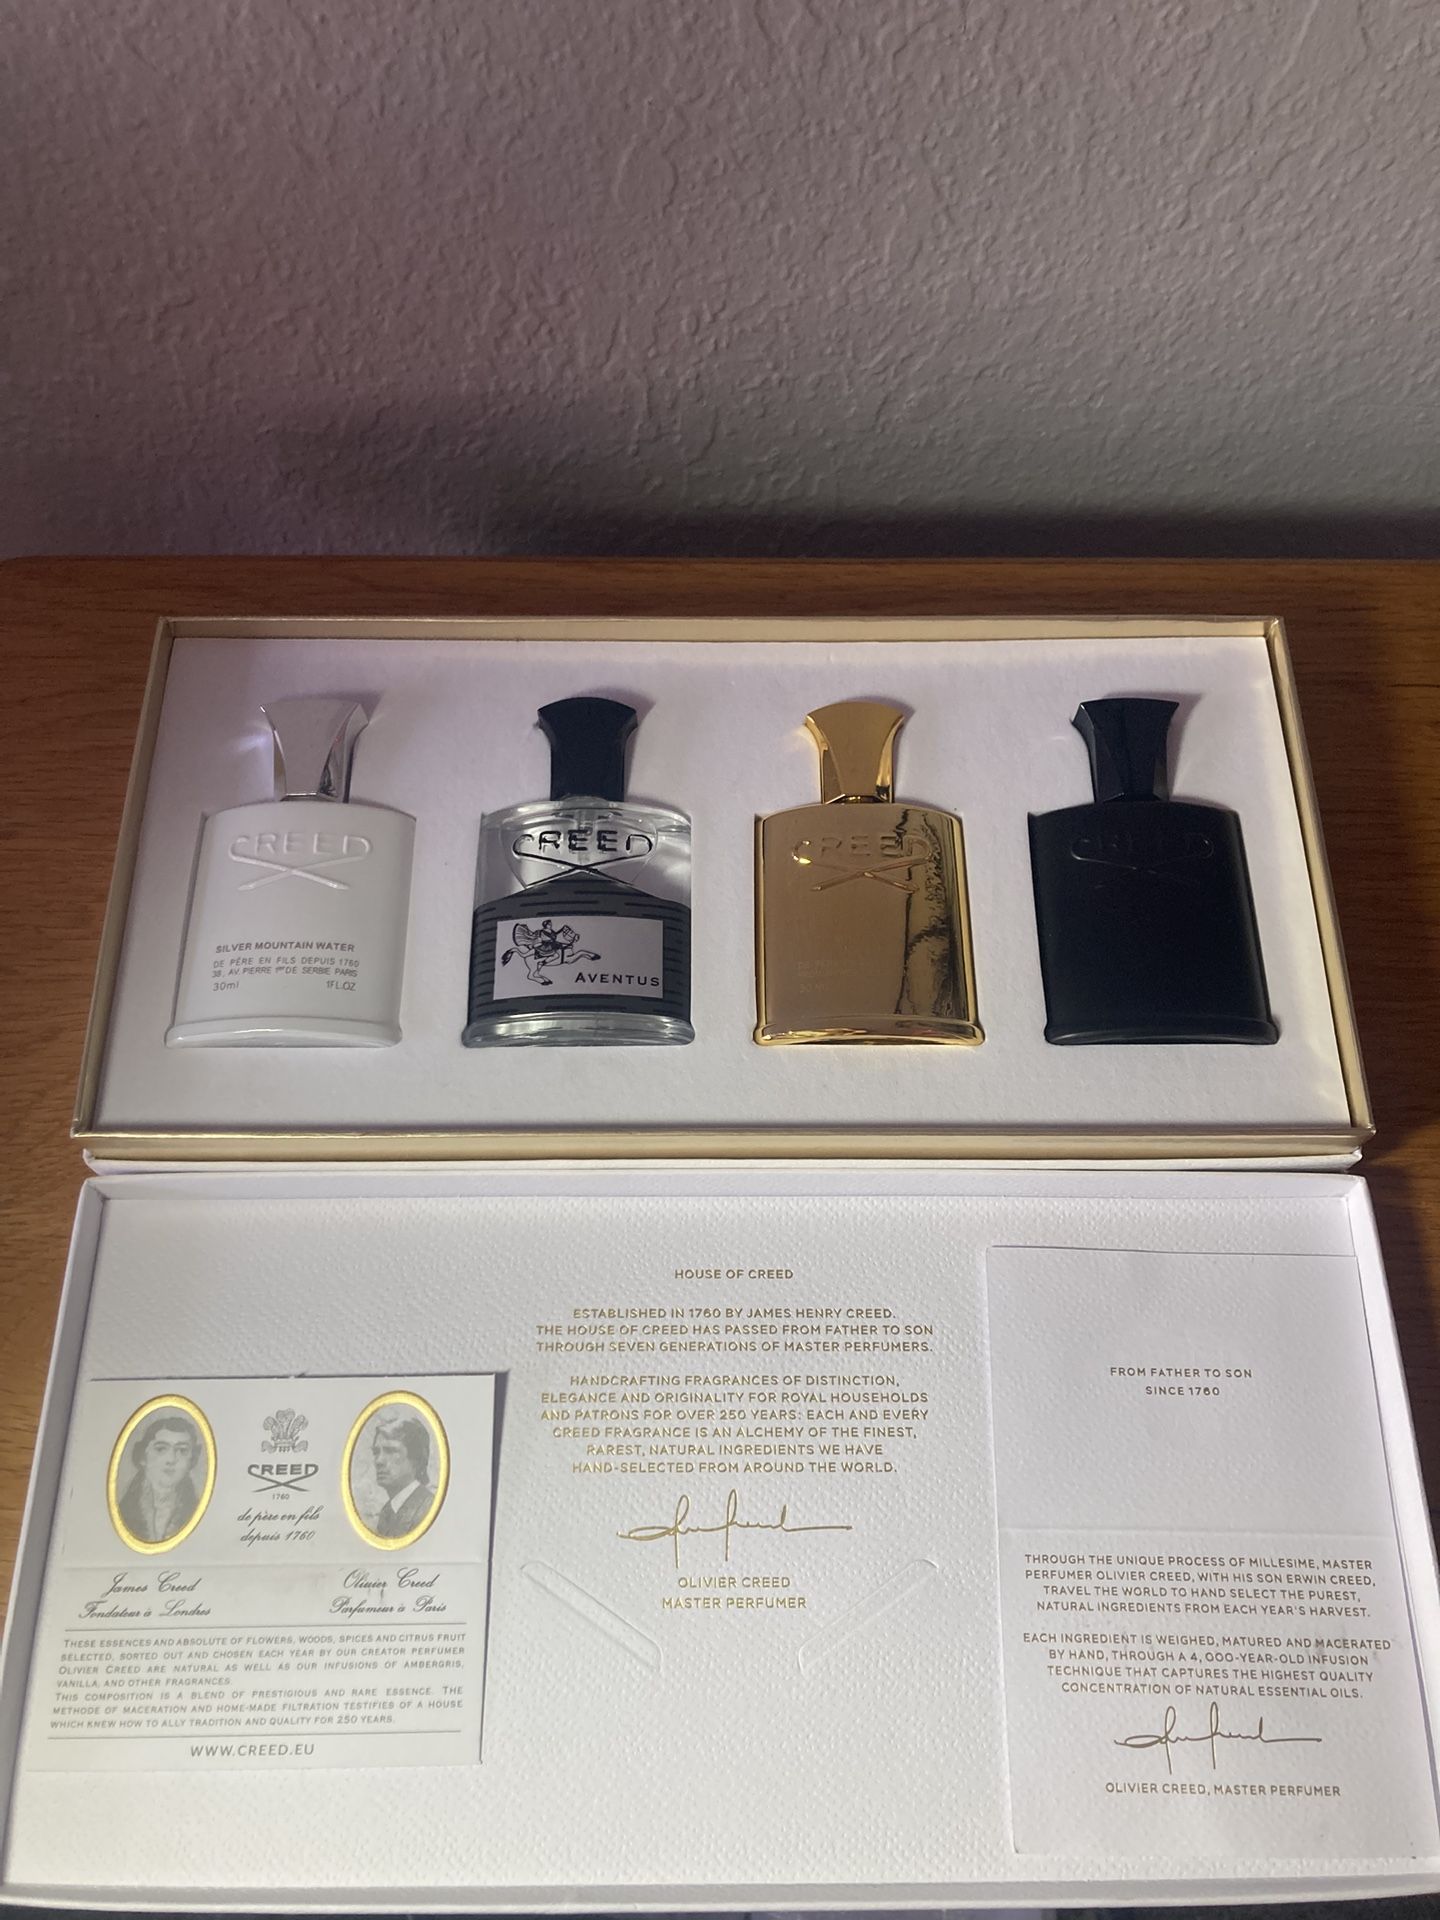 CREED
SILVER MOUNTAIN WATER
DE PÈRE EN FILS DEPUIS 1760
38, AV PIERRE 1ER DE SERBIE PARIS
30ml 1FL.OZ
CREED
AVENTUS
CREED
CREED
HOUSE OF CREED
ESTABLISHED IN 1760 BY JAMES HENRY CREED.
THE HOUSE OF CREED HAS PASSED FROM FATHER TO SON
THROUGH SEVEN GENERATIONS OF MASTER PERFUMERS.
HANDCRAFTING FRAGRANCES OF DISTINCTION,
ELEGANCE AND ORIGINALITY FOR ROYAL HOUSEHOLDS
AND PATRONS FOR OVER 250 YEARS: EACH AND EVERY
CREED FRAGRANCE IS AN ALCHEMY OF THE FINEST,
RAREST, NATURAL INGREDIENTS WE HAVE
HAND-SELECTED FROM AROUND THE WORLD.
OLIVIER CREED
MASTER PERFUMER
CREED
1760
de père en fils
depuis 1760
James Creed
Fondateur à Londres
Olivier Creed
Parfumeur à Paris
THESE ESSENCES AND ABSOLUTE OF FLOWERS, WOODS, SPICES AND CITRUS FRUIT
SELECTED, SORTED OUT AND CHOSEN EACH YEAR BY OUR CREATOR PERFUMER
OLIVIER CREED ARE NATURAL AS WELL AS OUR INFUSIONS OF AMBERGRIS,
VANILLA, AND OTHER FRAGRANCES.
THIS COMPOSITION IS A BLEND OF PRESTIGIOUS AND RARE ESSENCE. THE
METHODE OF MACERATION AND HOME-MADE FILTRATION TESTIFIES OF A HOUSE
WHICH KNEW HOW TO ALLY TRADITION AND QUALITY FOR 250 YEARS.
WWW.CREED.EU
FROM FATHER TO SON
SINCE 1760
THROUGH THE UNIQUE PROCESS OF MILLESIME, MASTER
PERFUMER OLIVIER CREED, WITH HIS SON ERWIN CREED,
TRAVEL THE WORLD TO HAND SELECT THE PUREST,
NATURAL INGREDIENTS FROM EACH YEAR'S HARVEST.
EACH INGREDIENT IS WEIGHED, MATURED AND MACERATED
BY HAND, THROUGH A 4, 000-YEAR-OLD INFUSION
TECHNIQUE THAT CAPTURES THE HIGHEST QUALITY
CONCENTRATION OF NATURAL ESSENTIAL OILS.
OLIVIER CREED, MASTER PERFUMER